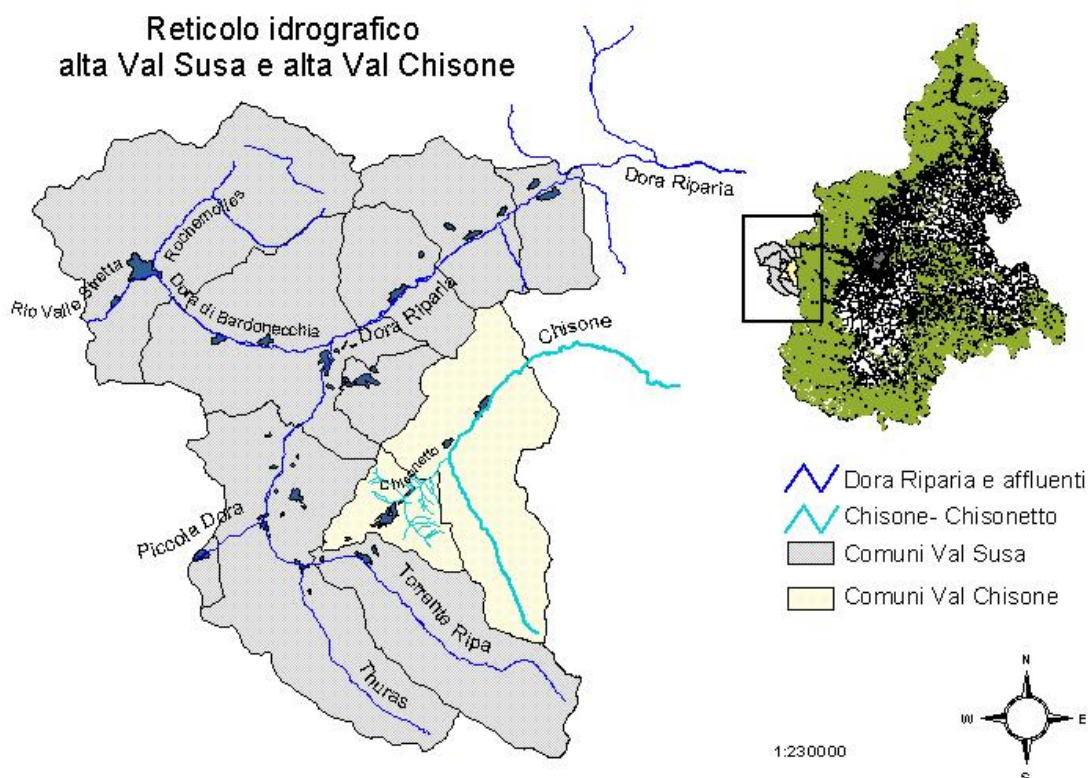 Reticolo idrografico
alta Val Susa e alta Val Chisone
Dora Riparia
Rochemolles
Rio Valle Stretta
Dora di Bardonecchia
Dora Riparia
Chisone
Chisonetto
Piccola Dora
Torrente Ripa
Thuras
Dora Riparia e affluenti
Chisone- Chisonetto
Comuni Val Susa
Comuni Val Chisone
N
W
E
S
1:230000